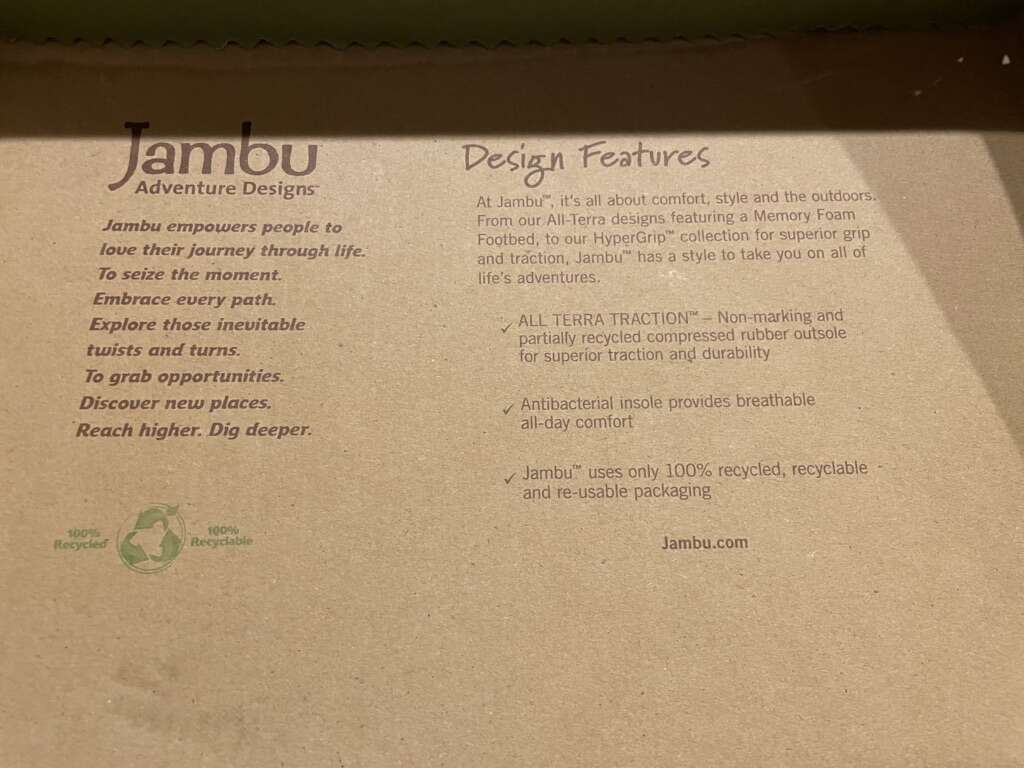 Jambu
Adventure Designs™
Jambu empowers people to
love their journey through life.
To seize the moment.
Embrace every path.
Explore those inevitable
twists and turns.
To grab opportunities.
Discover new places.
Reach higher. Dig deeper.
100%
Recycled
100%
Recyclable
Design Features
At Jambu™, it's all about comfort, style and the outdoors.
From our All-Terra designs featuring a Memory Foam
Footbed, to our HyperGrip™ collection for superior grip
and traction, Jambu™ has a style to take you on all of
life's adventures.
✓ ALL TERRA TRACTION™ – Non-marking and
partially recycled compressed rubber outsole
for superior traction and durability
✓ Antibacterial insole provides breathable
all-day comfort
✓ Jambu™ uses only 100% recycled, recyclable
and re-usable packaging
Jambu.com